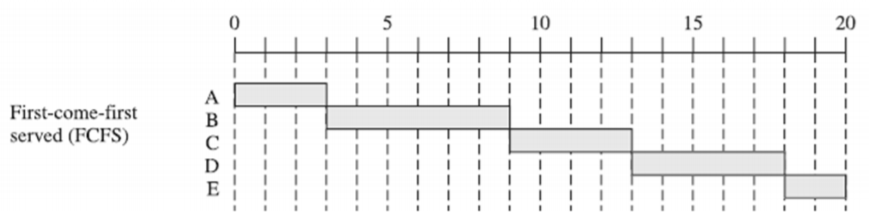 0 5 10 15 20
First-come-first
served (FCFS)
A
B
C
D
E